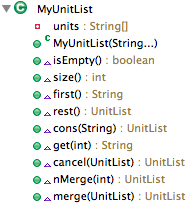 MyUnitList
units : String[]
MyUnitList(String...)
isEmpty() : boolean
size() : int
first() : String
rest() : UnitList
cons(String) : UnitList
get(int) : String
cancel(UnitList) : UnitList
nMerge(int) : UnitList
merge(UnitList) : UnitList